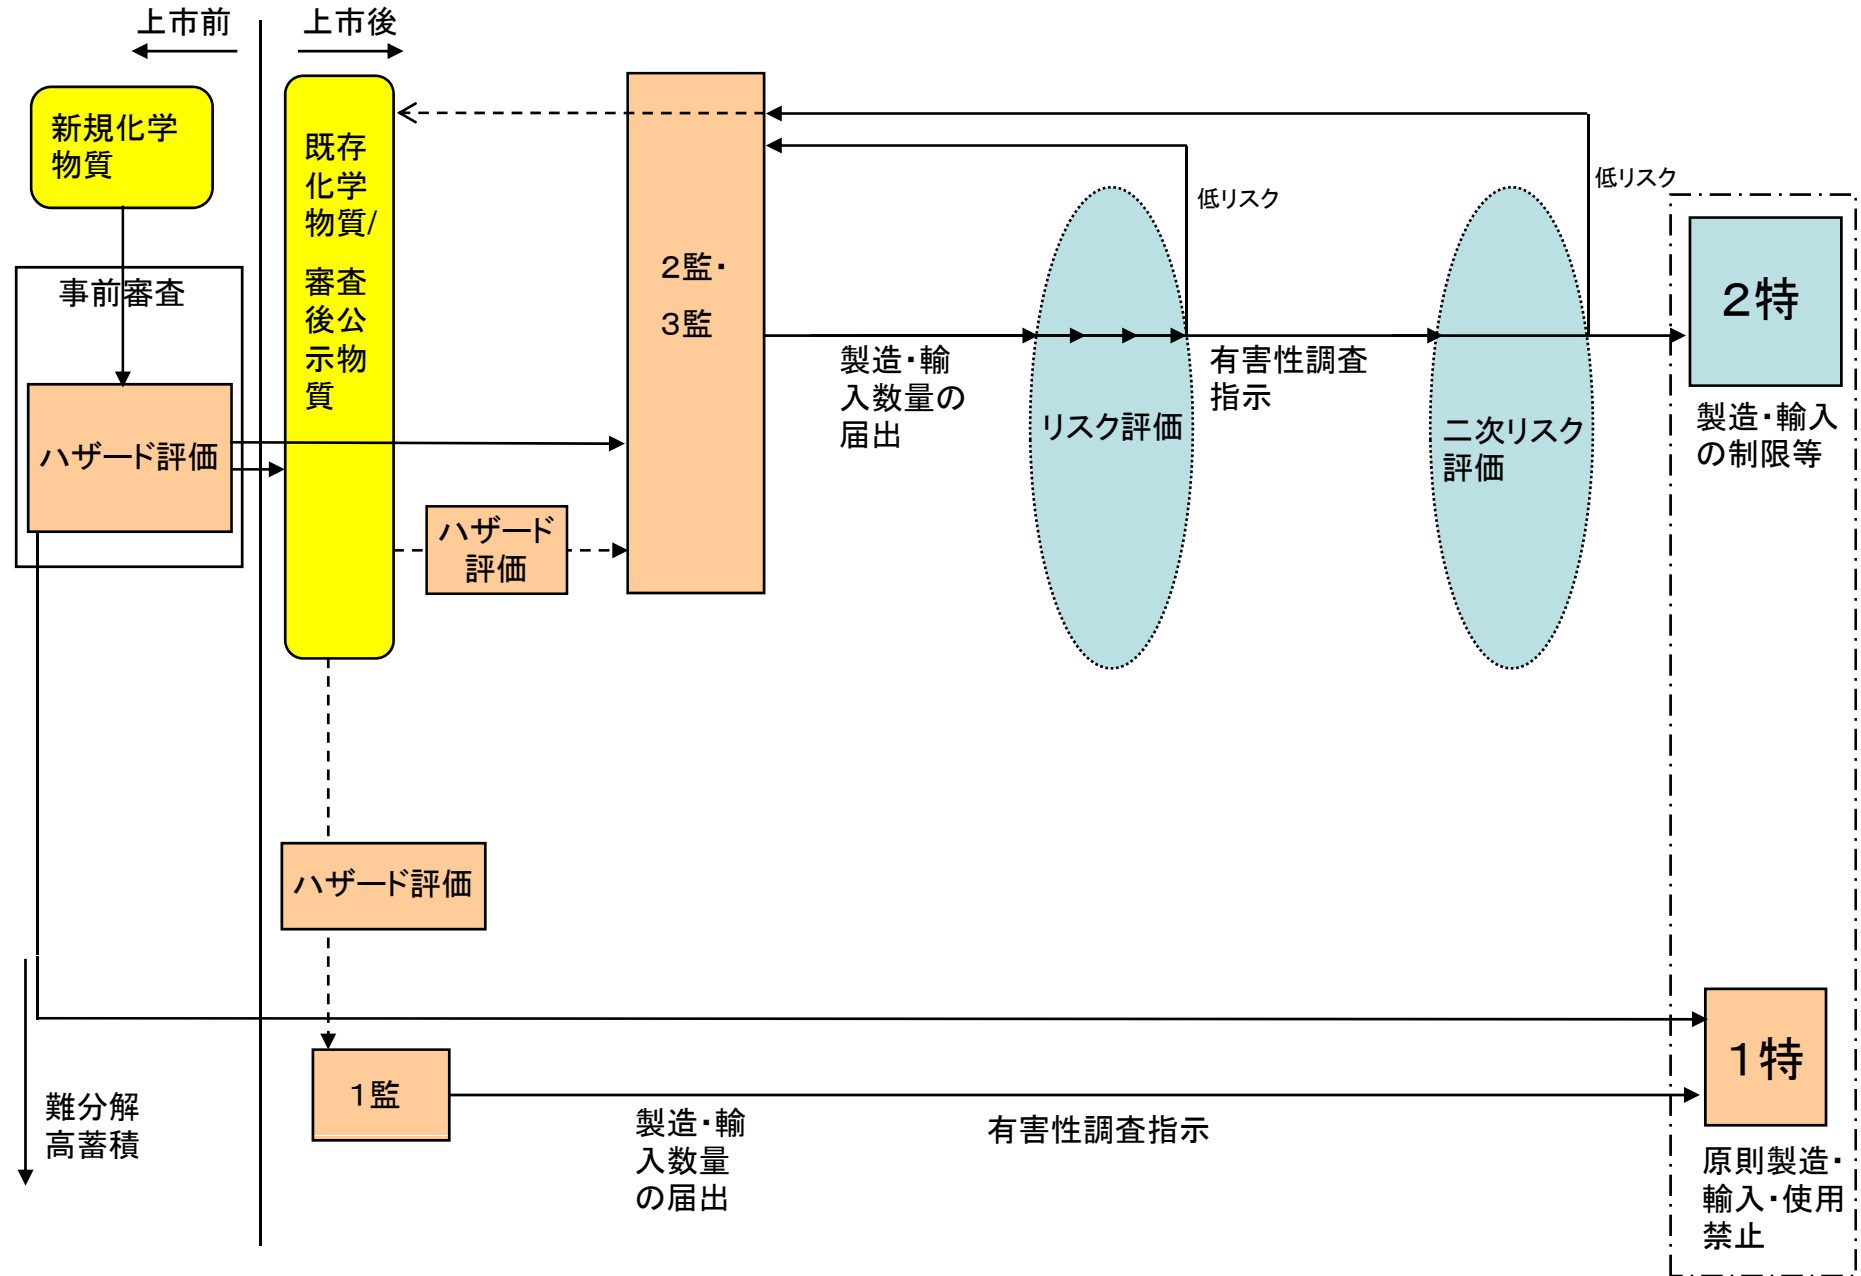 上市前
上市後
新規化学
物質
事前審査
ハザード評価
既存
化学
物質/
審査
後公
示物
質
ハザード
評価
２監・
３監
製造・輸
入数量の
届出
リスク評価
低リスク
有害性調査
指示
二次リスク
評価
低リスク
２特
製造・輸入
の制限等
ハザード評価
難分解
高蓄積
１監
製造・輸
入数量
の届出
有害性調査指示
１特
原則製造・
輸入・使用
禁止